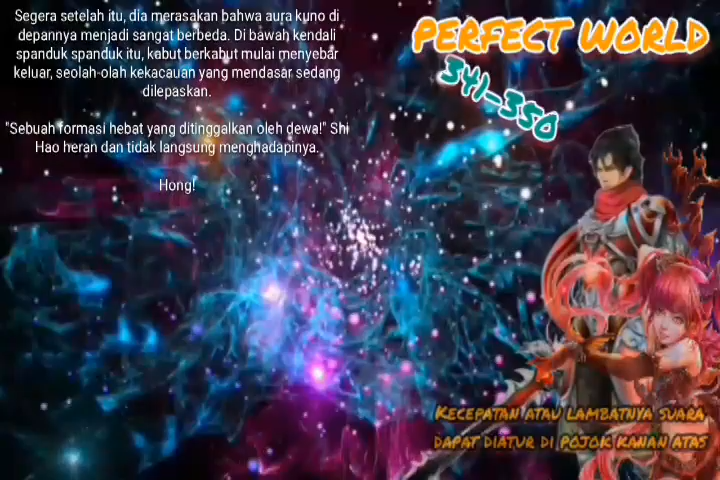 Segera setelah itu, dia merasakan bahwa aura kuno di
depannya menjadi sangat berbeda. Di bawah kendali
spanduk spanduk itu, kabut berkabut mulai menyebar
keluar, seolah-olah kekacauan yang mendasar sedang
dilepaskan.
"Sebuah formasi hebat yang ditinggalkan oleh dewa!" Shi
Hao heran dan tidak langsung menghadapinya.
Hong!
PERFECT WORLD
341-350
KECEPATAN ATAU LAMBATNYA SUARA
DAPAT DIATUR DI POJOK KANAN ATAS